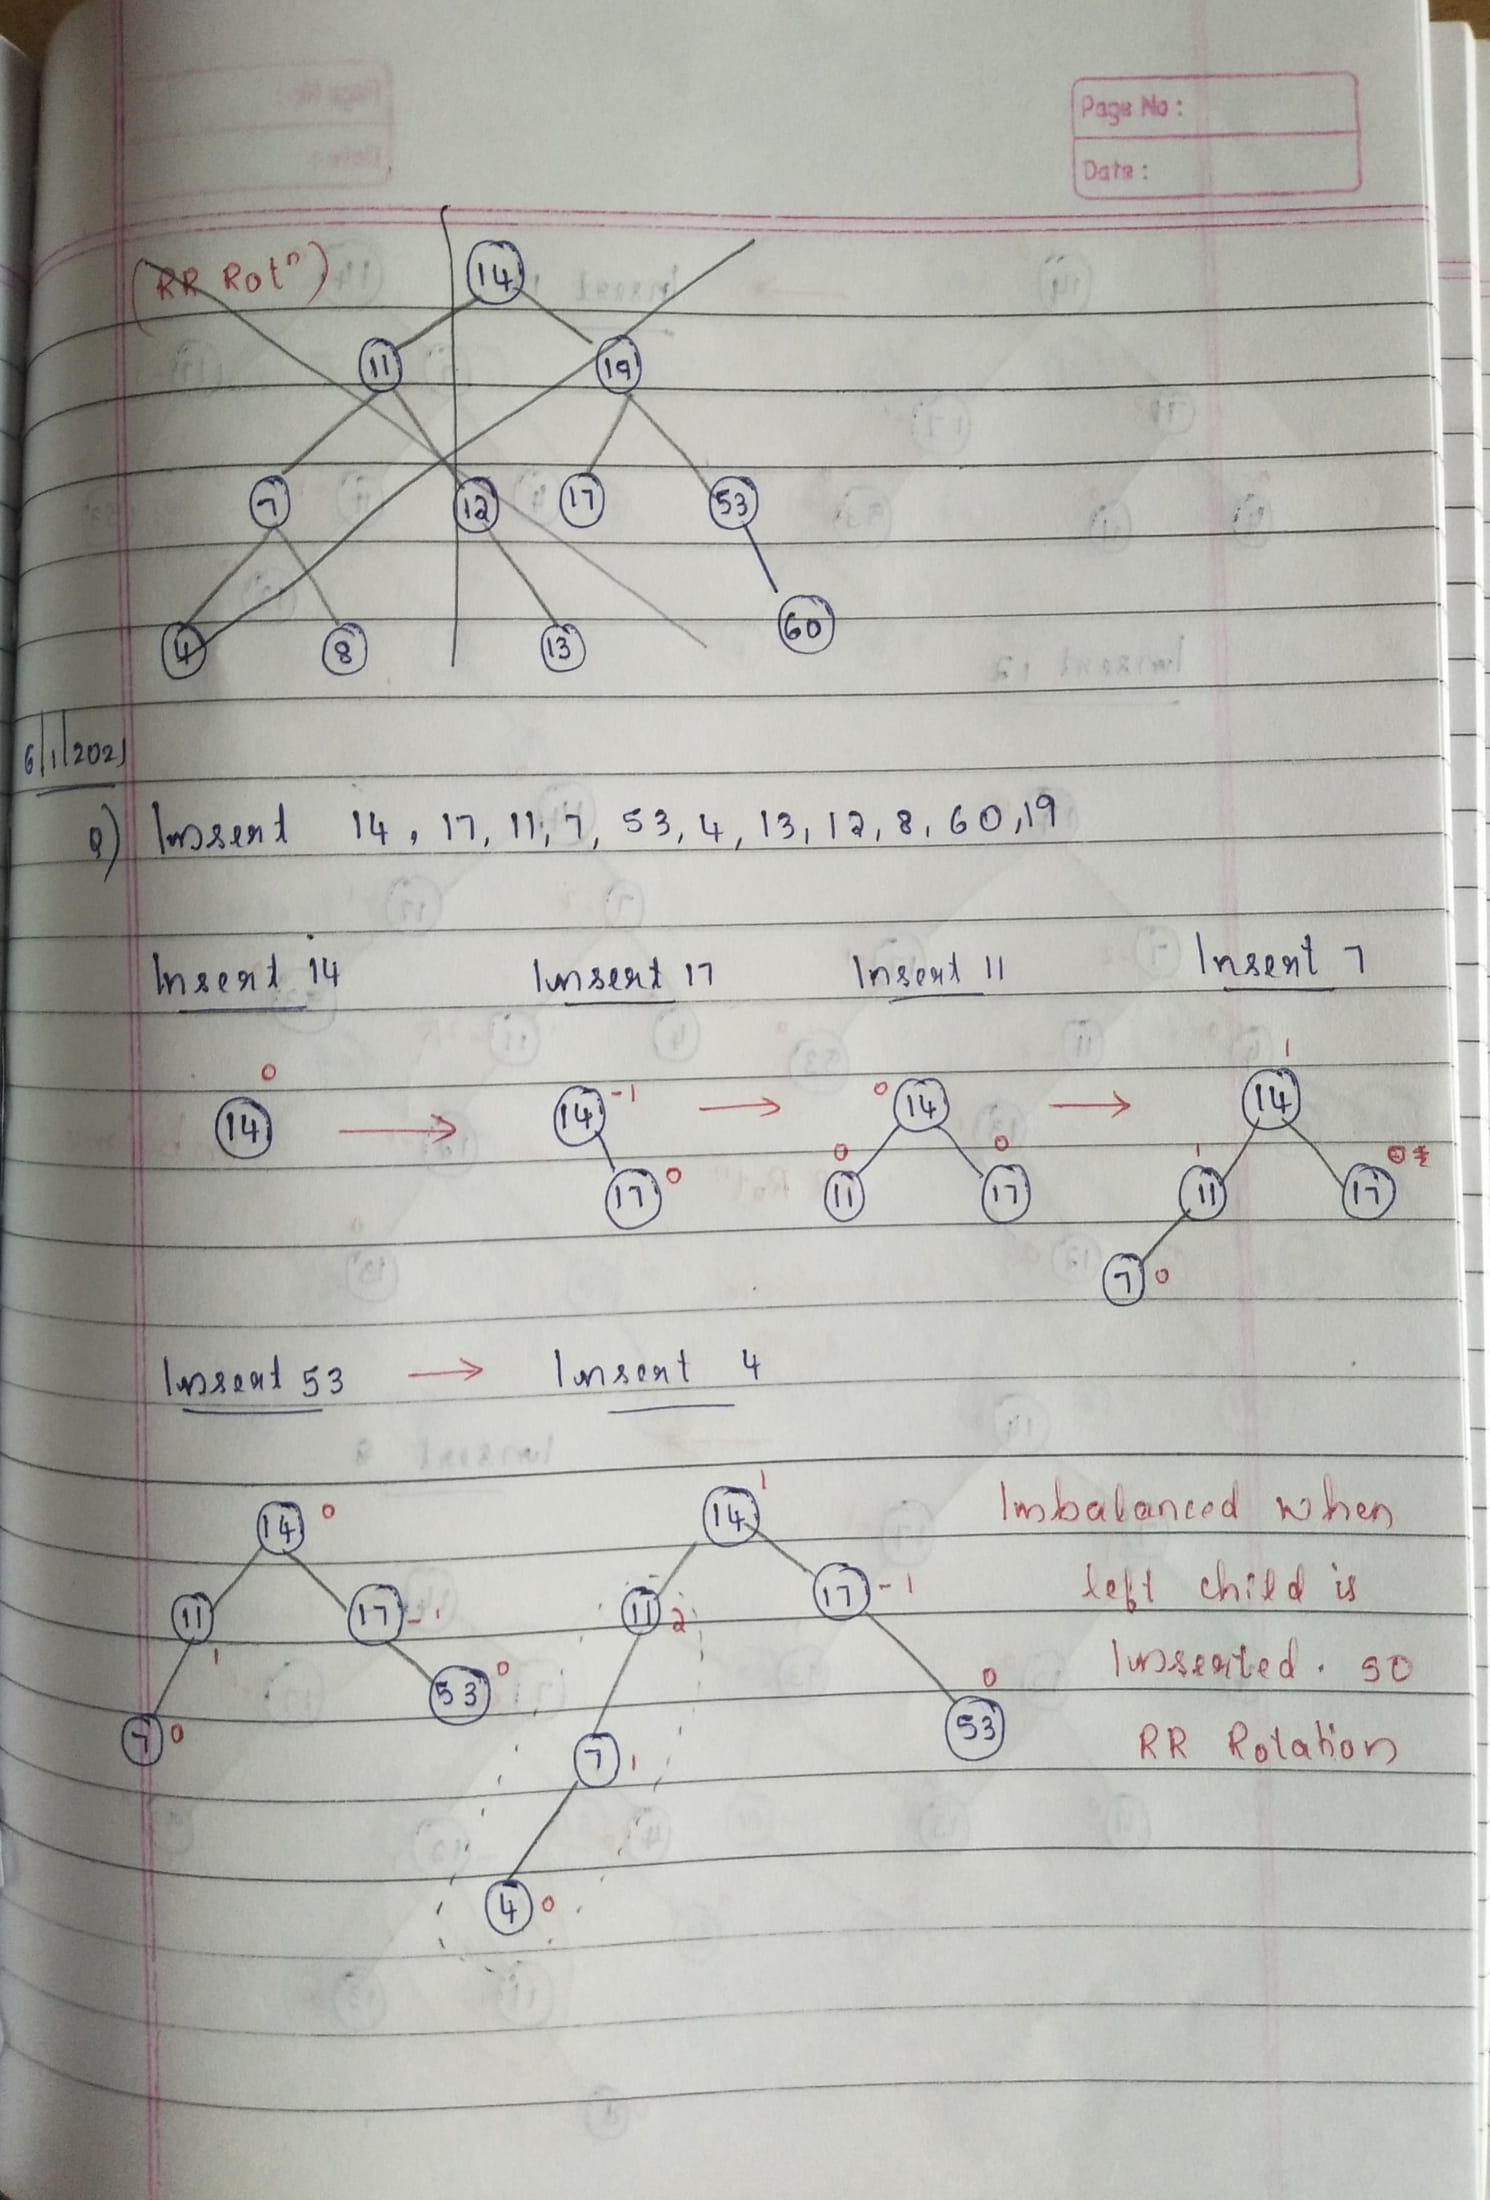 Page No :
Date :
(RR Rotⁿ)
14
11 19
7 12 17 53
4 8 13 60
6/1/2021
Q) Insert 14, 17, 11, 7, 53, 4, 13, 12, 8, 60, 19
Insert 14 Insert 17 Insert 11 Insert 7
0 1
14 → 14 -1 → 0 14 → 14
17 0 0 11 0 17 1 11 17 0
7 0
Insert 53 → Insert 4
14 0 14 1 Imbalanced when
11 1 17 -1 11 2 17 -1 left child is
53 0 0 Inserted. so
7 0 7 1 53 RR Rotation
4 0